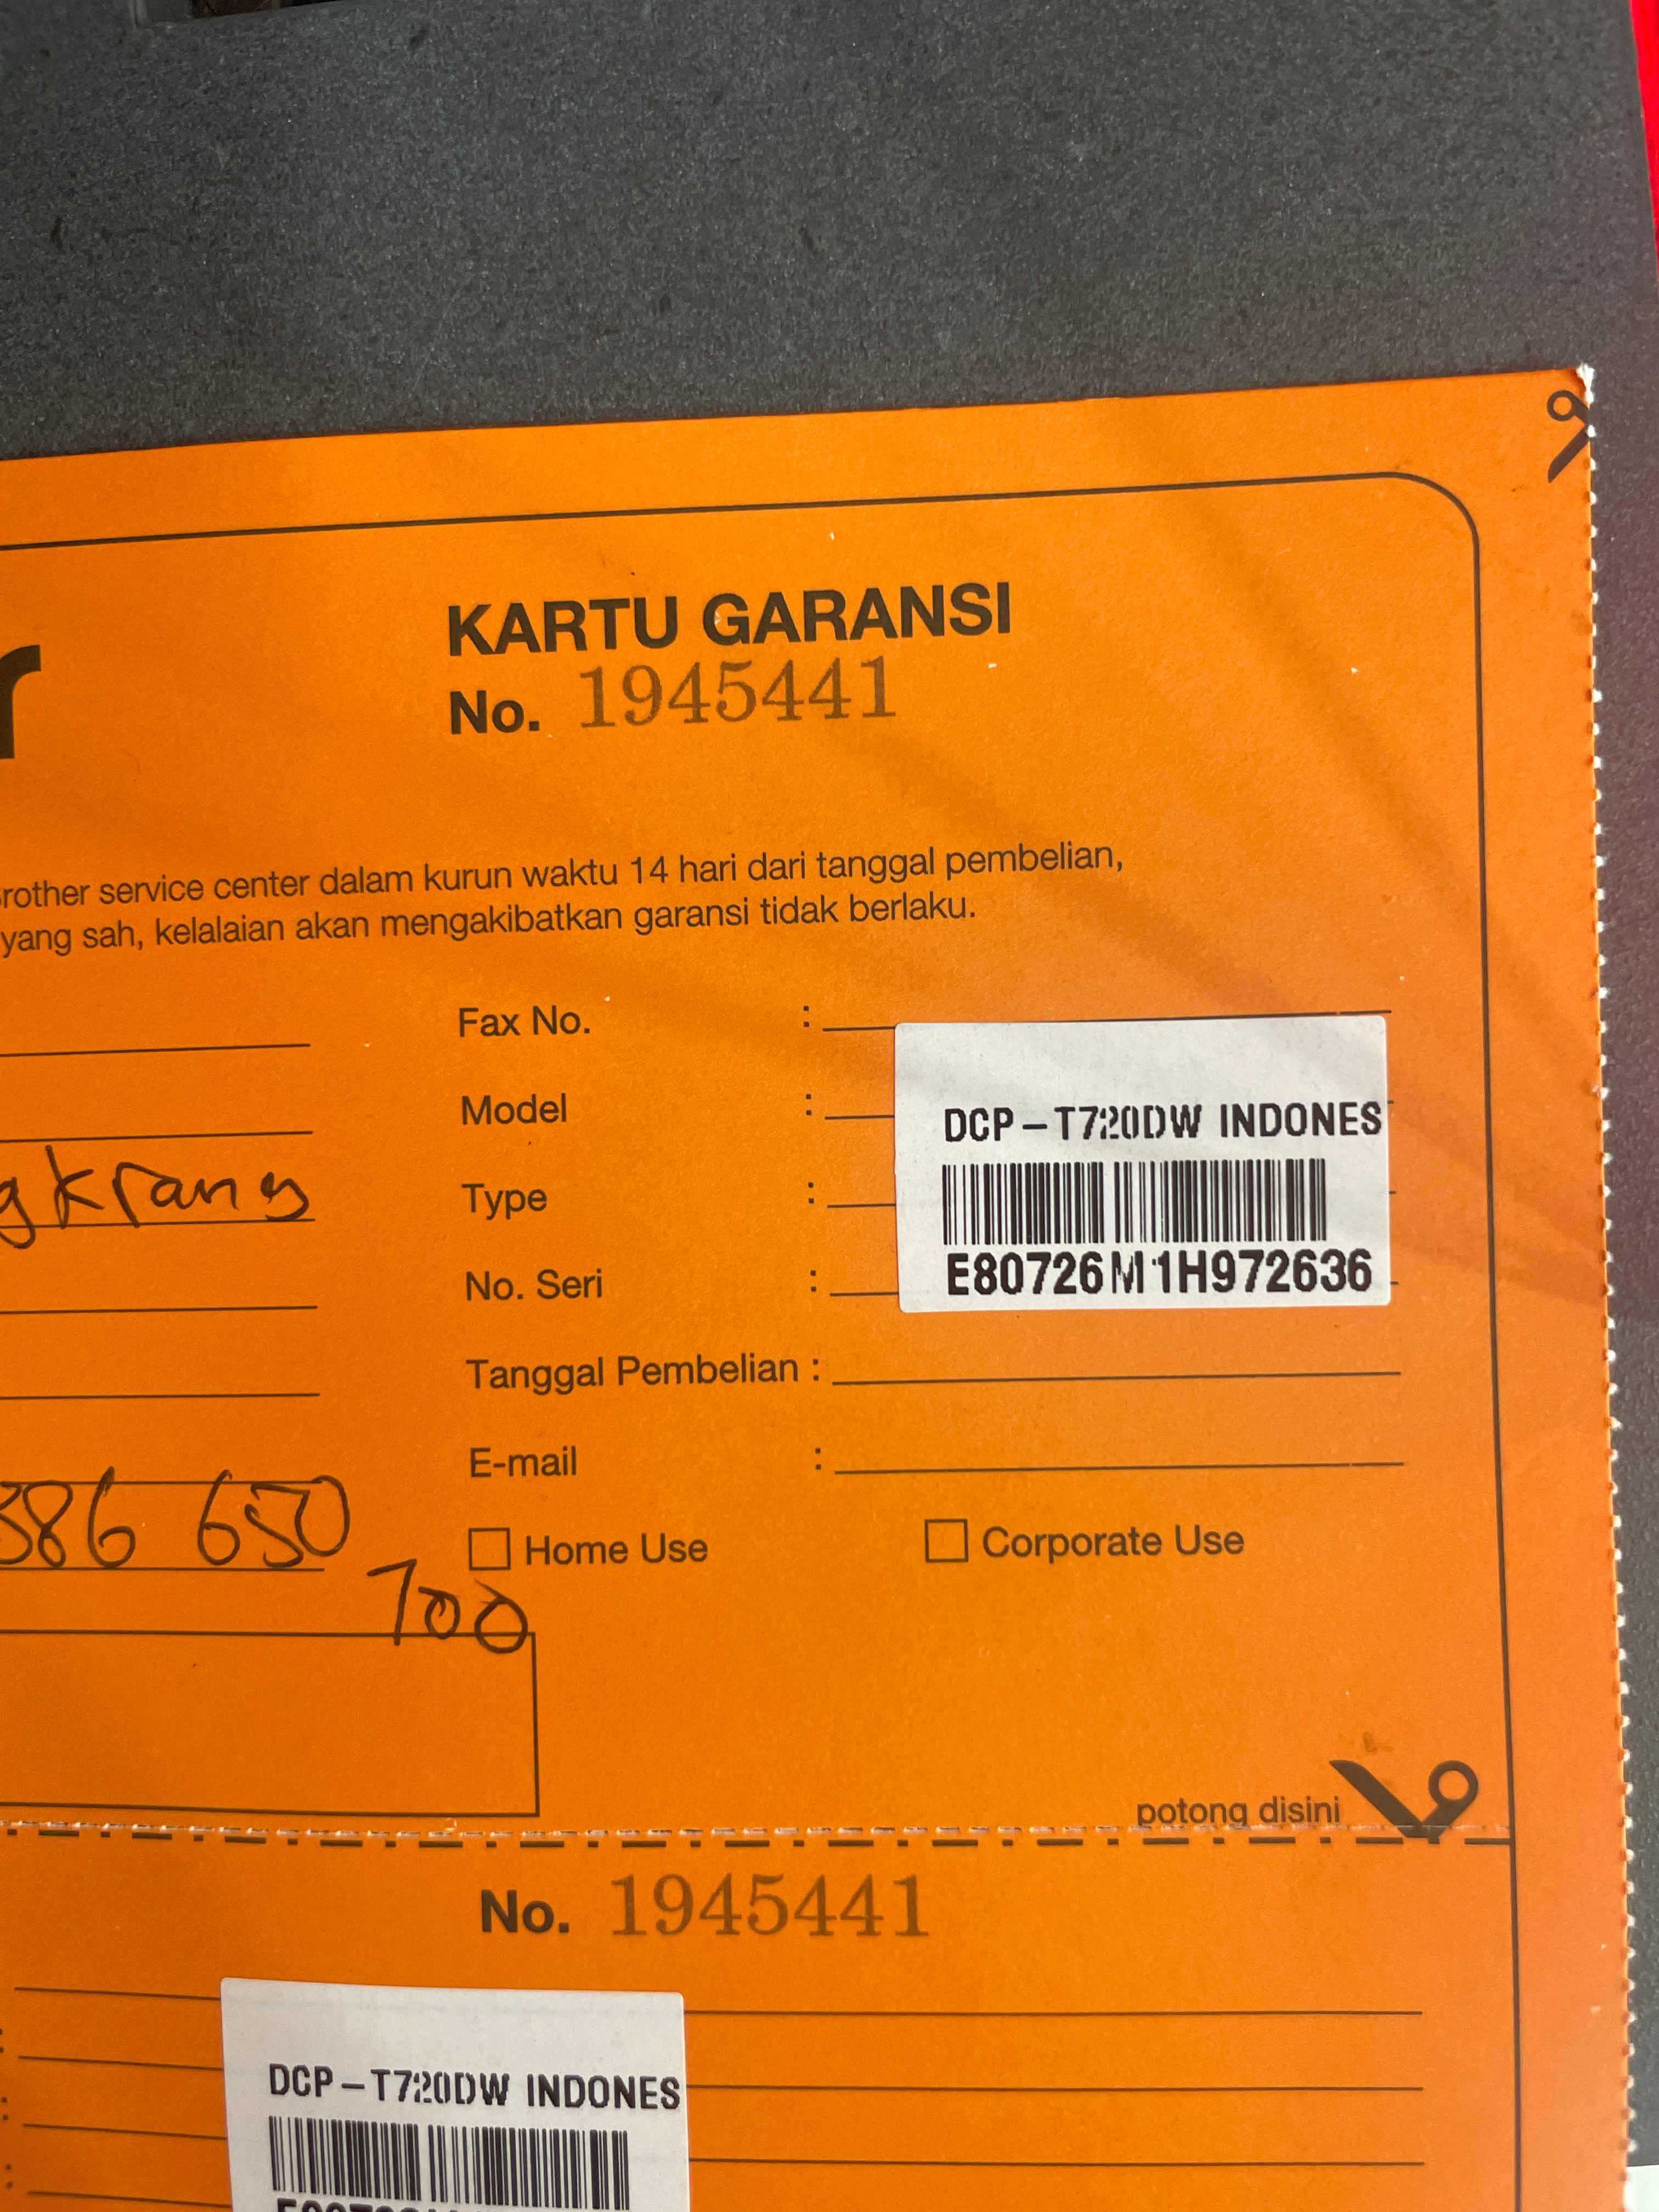 r
KARTU GARANSI
No. 1945441
rother service center dalam kurun waktu 14 hari dari tanggal pembelian,
yang sah, kelalaian akan mengakibatkan garansi tidak berlaku.
Fax No. :
Model :
DCP-T720DW INDONES
gkrang
Type :
No. Seri :
E80726M1H972636
Tanggal Pembelian :
E-mail :
386 650
700
Home Use
Corporate Use
potong disini
No. 1945441
DCP-T720DW INDONES